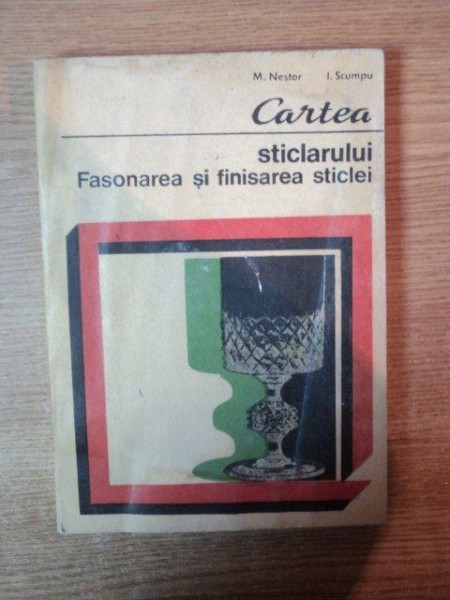 M. Nestor I. Scumpu
Cartea
sticlarului
Fasonarea și finisarea sticlei